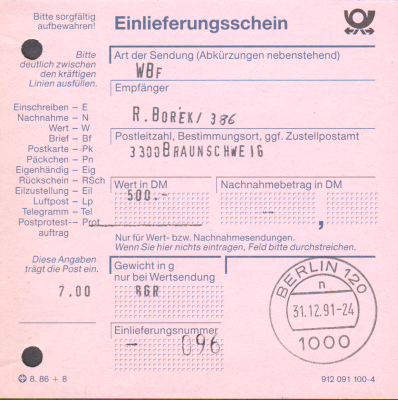 Bitte sorgfältig
aufbewahren!
Einlieferungsschein
Bitte
deutlich zwischen
den kräftigen
Linien ausfüllen.
Art der Sendung (Abkürzungen nebenstehend)
WBf
Empfänger
R.BOREK/ 386
Postleitzahl, Bestimmungsort, ggf. Zustellpostamt
3300BRAUNSCHWEIG
Einschreiben – E
Nachnahme – N
Wert – W
Brief – Bf
Postkarte – Pk
Päckchen – Pn
Eigenhändig – Eig
Rückschein – RSch
Eilzustellung – Eil
Luftpost – Lp
Telegramm – Tel
Postprotest- – Prot
auftrag
Wert in DM
500.-
Nachnahmebetrag in DM
--
,
Nur für Wert- bzw. Nachnahmesendungen.
Wenn Sie hier nichts eintragen, Feld bitte durchstreichen.
Diese Angaben
trägt die Post ein.
7.00
Gewicht in g
nur bei Wertsendung
Einlieferungsnummer
- 096
BERLIN 120
n
31.12.91-24
1000
8. 86 + 8
912 091 100-4